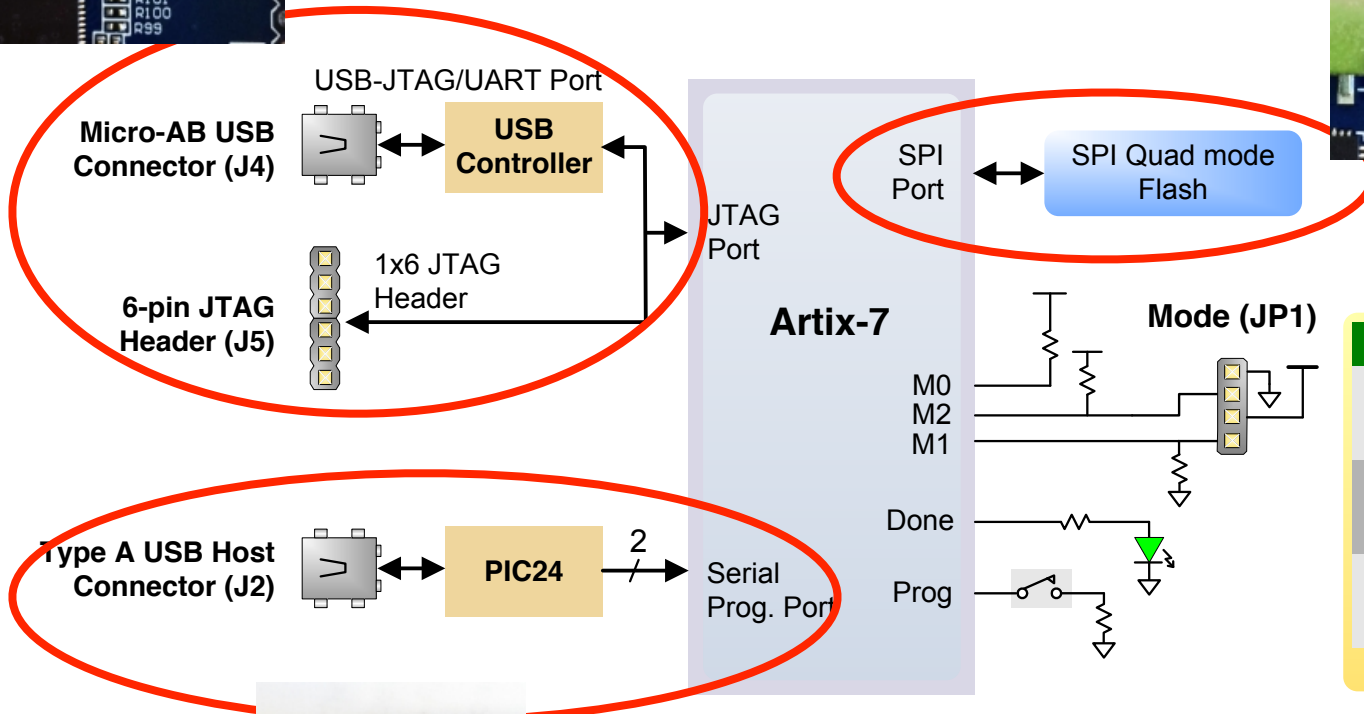 R100
R99
USB-JTAG/UART Port
Micro-AB USB
Connector (J4)
USB
Controller
1x6 JTAG
Header
6-pin JTAG
Header (J5)
JTAG
Port
SPI
Port
SPI Quad mode
Flash
Artix-7
Mode (JP1)
M0
M2
M1
Done
Prog
Type A USB Host
Connector (J2)
PIC24
2
Serial
Prog. Port